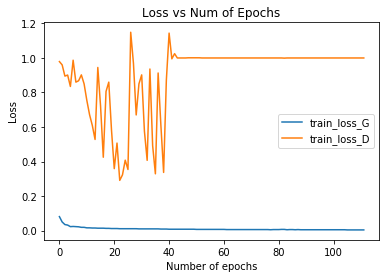 Loss vs Num of Epochs
1.2
1.0
0.8
0.6
0.4
0.2
0.0
Loss
train_loss_G
train_loss_D
0 20 40 60 80 100
Number of epochs